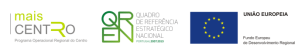 mais
CENTRO
Programa Operacional Regional do Centro
QREN
QUADRO
DE REFERÊNCIA
ESTRATÉGICO
NACIONAL
UNIÃO EUROPEIA
Fundo Europeu
de Desenvolvimento Regional